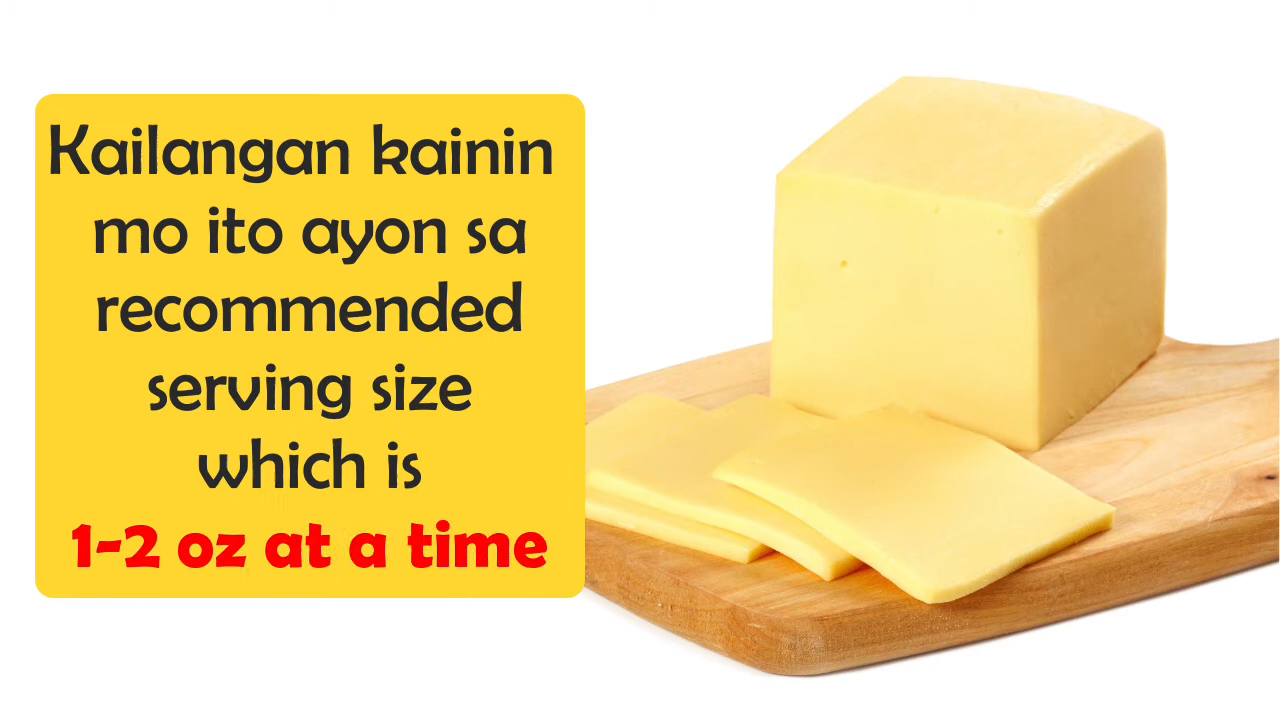 Kailangan kainin
mo ito ayon sa
recommended
serving size
which is
1-2 oz at a time